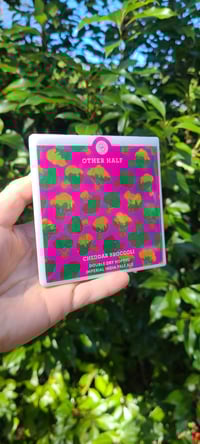 OTHER HALF
CHEDDAR BROCCOLI
DOUBLE DRY HOPPED
IMPERIAL INDIA PALE ALE